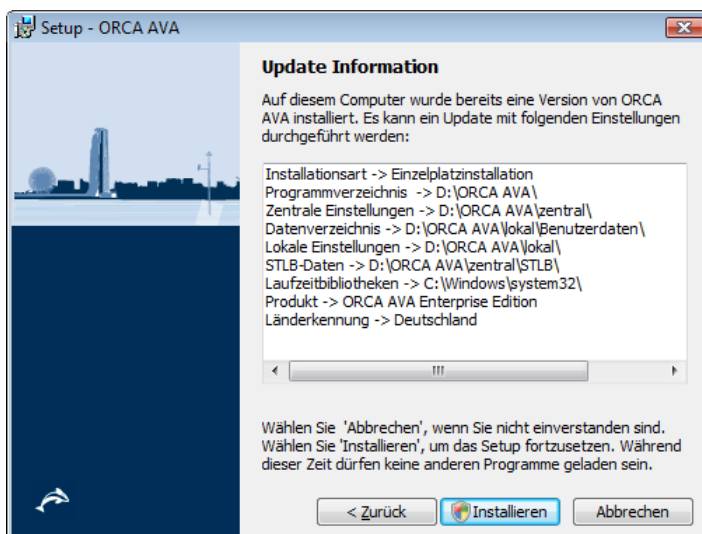 Setup - ORCA AVA
Update Information
Auf diesem Computer wurde bereits eine Version von ORCA
AVA installiert. Es kann ein Update mit folgenden Einstellungen
durchgeführt werden:
Installationsart -> Einzelplatzinstallation
Programmverzeichnis -> D:\ORCA AVA\
Zentrale Einstellungen -> D:\ORCA AVA\zentral\
Datenverzeichnis -> D:\ORCA AVA\lokal\Benutzerdaten\
Lokale Einstellungen -> D:\ORCA AVA\lokal\
STLB-Daten -> D:\ORCA AVA\zentral\STLB\
Laufzeitbibliotheken -> C:\Windows\system32\
Produkt -> ORCA AVA Enterprise Edition
Länderkennung -> Deutschland
Wählen Sie 'Abbrechen', wenn Sie nicht einverstanden sind.
Wählen Sie 'Installieren', um das Setup fortzusetzen. Während
dieser Zeit dürfen keine anderen Programme geladen sein.
< Zurück Installieren Abbrechen